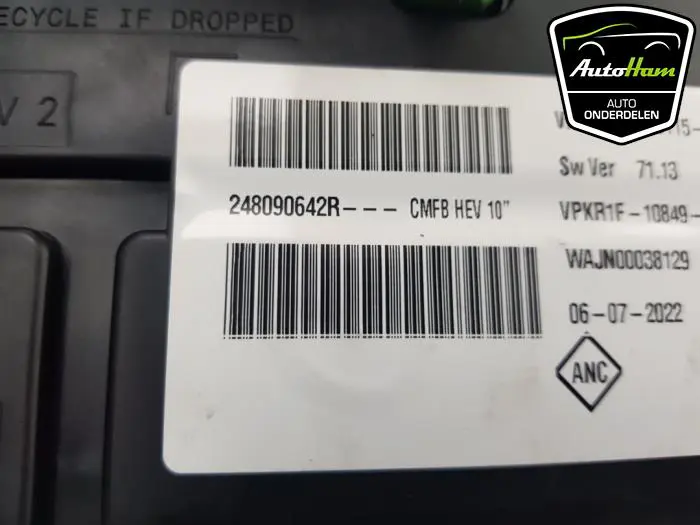 ECYCLE IF DROPPED
V 2
AutoHam
AUTO
ONDERDELEN
Sw Ver 71.13
248090642R--- CMFB HEV 10"
VPKR1F-10849-
WAJN00038129
06-07-2022
ANC